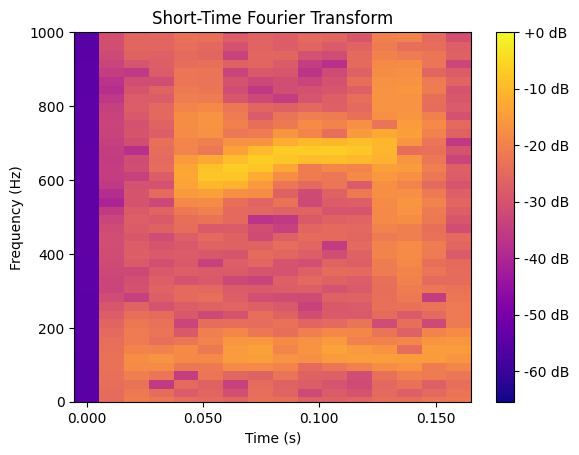 Short-Time Fourier Transform
Frequency (Hz)
1000
800
600
400
200
0
0.000
0.050
0.100
0.150
Time (s)
+0 dB
-10 dB
-20 dB
-30 dB
-40 dB
-50 dB
-60 dB